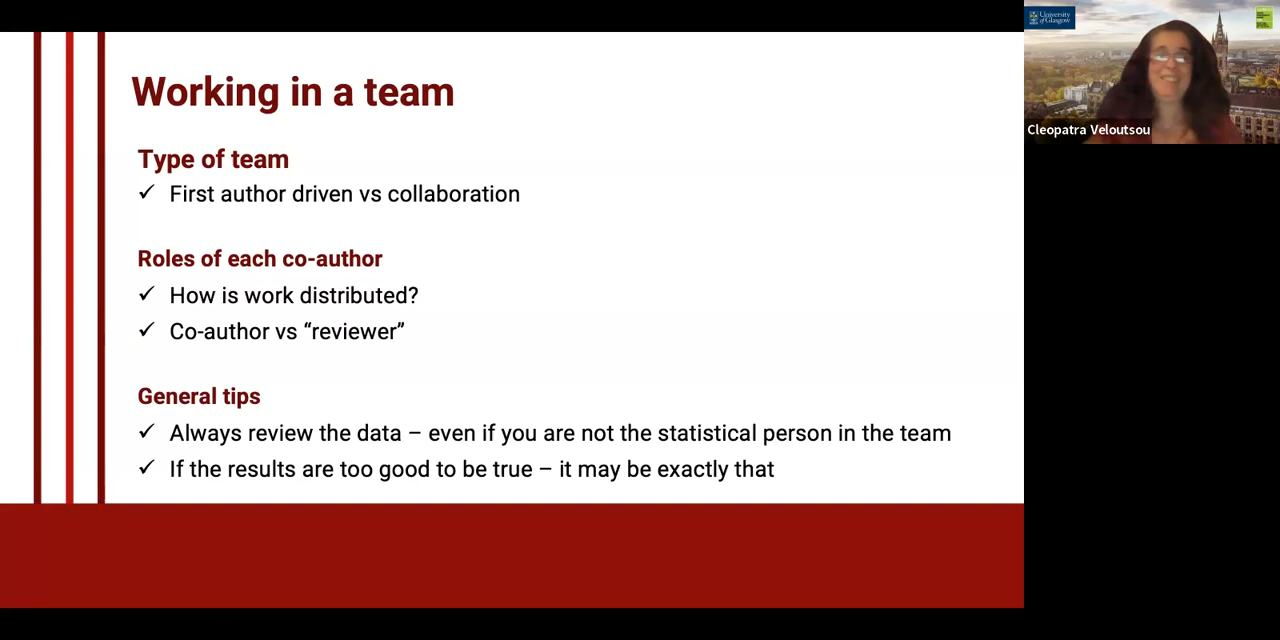 Working in a team
Type of team
✓ First author driven vs collaboration
Roles of each co-author
✓ How is work distributed?
✓ Co-author vs “reviewer”
General tips
✓ Always review the data – even if you are not the statistical person in the team
✓ If the results are too good to be true – it may be exactly that
University
of Glasgow
Cleopatra Veloutsou